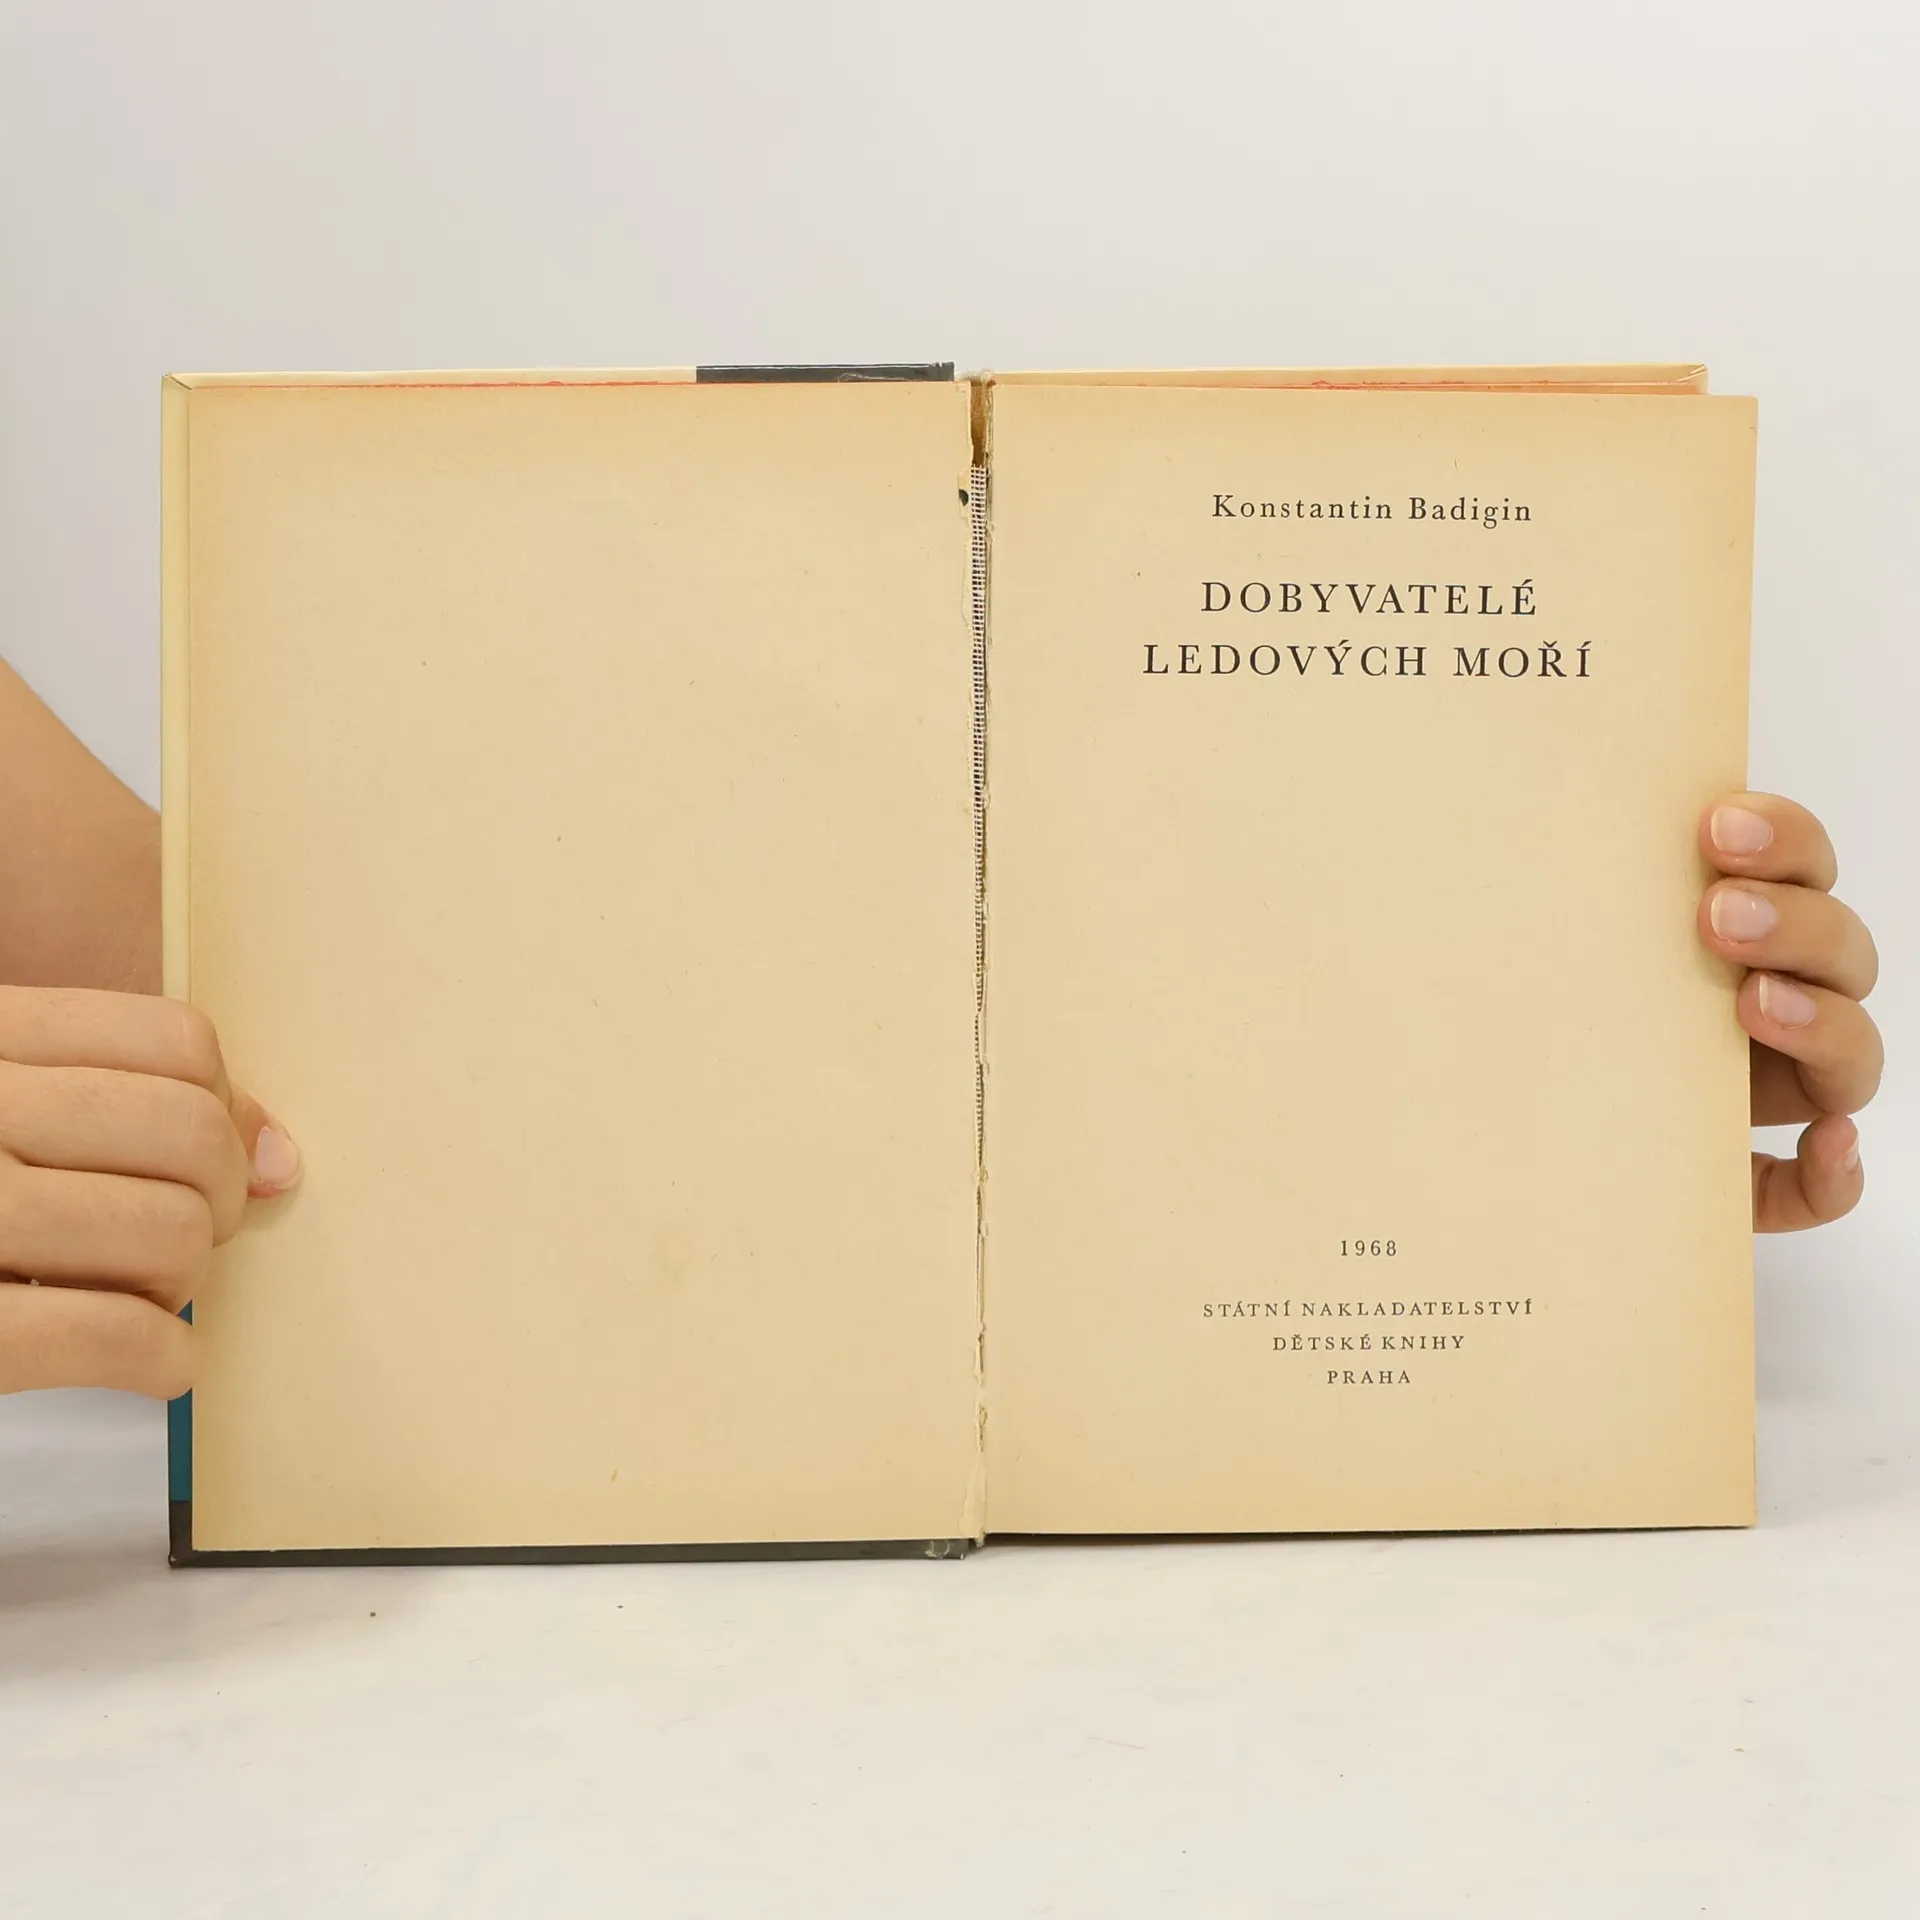 Konstantin Badigin
DOBYVATELÉ
LEDOVÝCH MOŘÍ
1968
STÁTNÍ NAKLADATELSTVÍ
DĚTSKÉ KNIHY
PRAHA